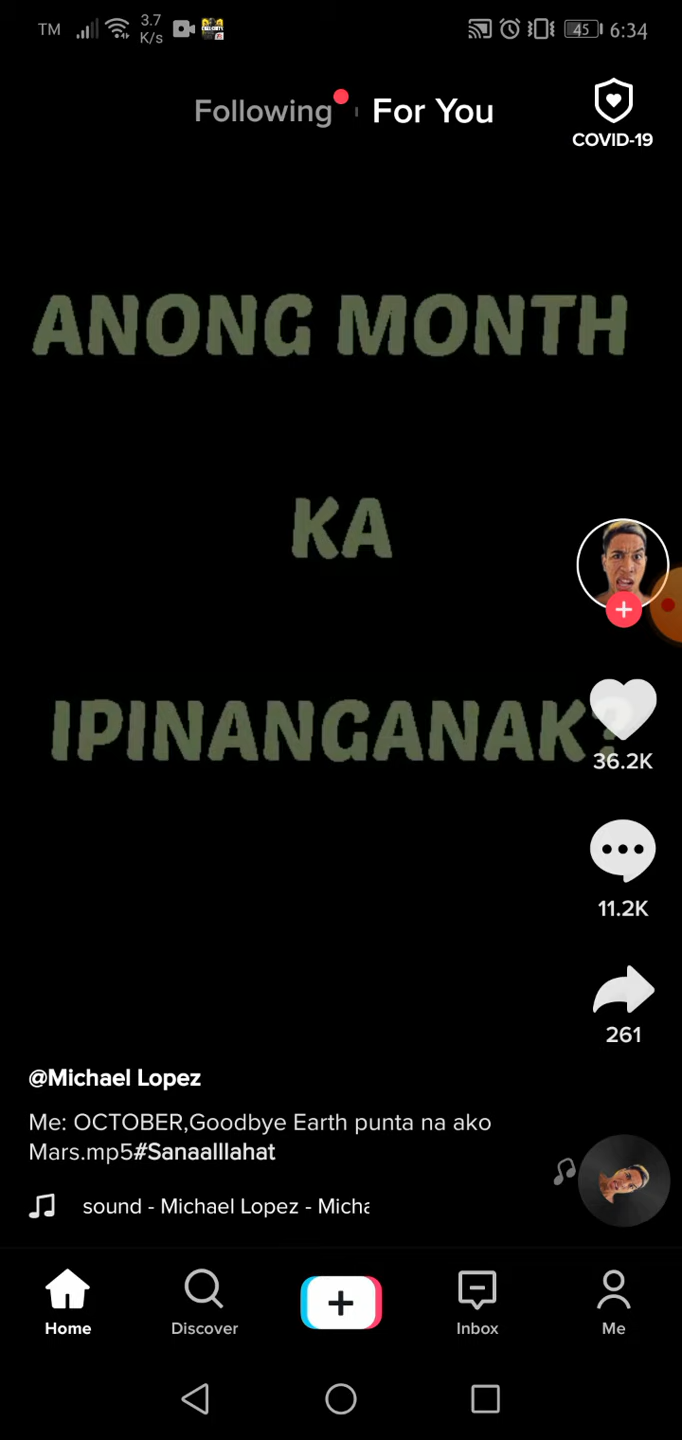 TM 3.7 K/s 45 6:34
Following For You
COVID-19
ANONG MONTH
KA
IPINANGANAK?
36.2K
11.2K
261
@Michael Lopez
Me: OCTOBER,Goodbye Earth punta na ako
Mars.mp5#Sanaalllahat
sound - Michael Lopez - Micha
Home Discover Inbox Me